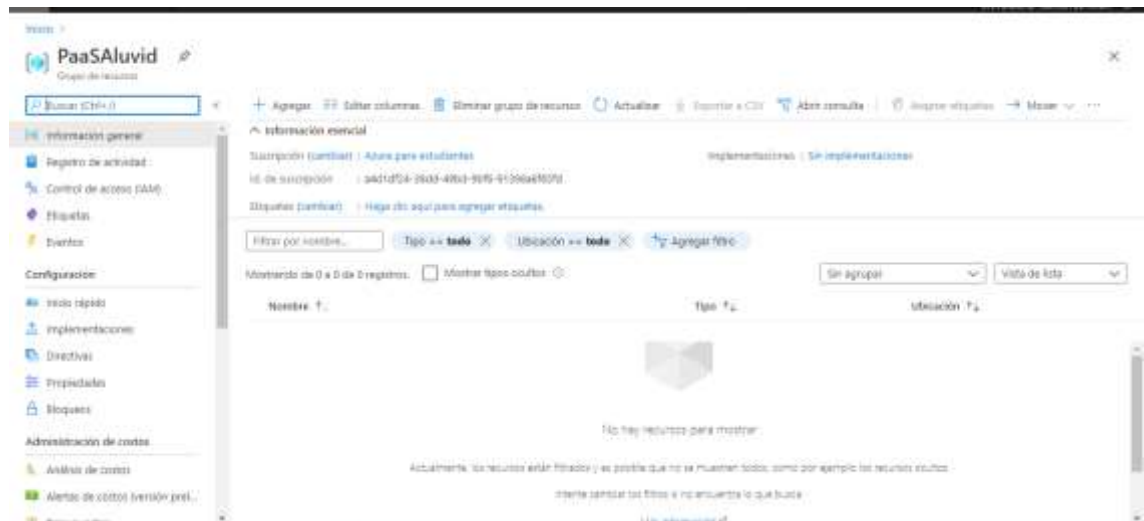 Inicio >
PaaSAluvid
Grupo de recursos
Buscar (Ctrl+/)
Información general
Registro de actividad
Control de acceso (IAM)
Etiquetas
Eventos
Configuración
Inicio rápido
Implementaciones
Directivas
Propiedades
Bloqueos
Administración de costos
Análisis de costos
Alertas de costos (versión prel...
Agregar Editar columnas Eliminar grupo de recursos Actualizar Exportar a CSV Abrir consulta Asignar etiquetas Mover ...
Información esencial
Suscripción (cambiar) : Azure para estudiantes Implementaciones : Sin implementaciones
Id. de suscripción :
Etiquetas (cambiar) : Haga clic aquí para agregar etiquetas
Filtrar por nombre... Tipo == todo Ubicación == todo Agregar filtro
Mostrando de 0 a 0 de 0 registros. Mostrar tipos ocultos Sin agrupar Vista de lista
Nombre Tipo Ubicación
No hay recursos para mostrar
Actualmente, los recursos están filtrados y es posible que no se muestren todos, como por ejemplo los recursos ocultos
Intente cambiar los filtros si no encuentra lo que busca